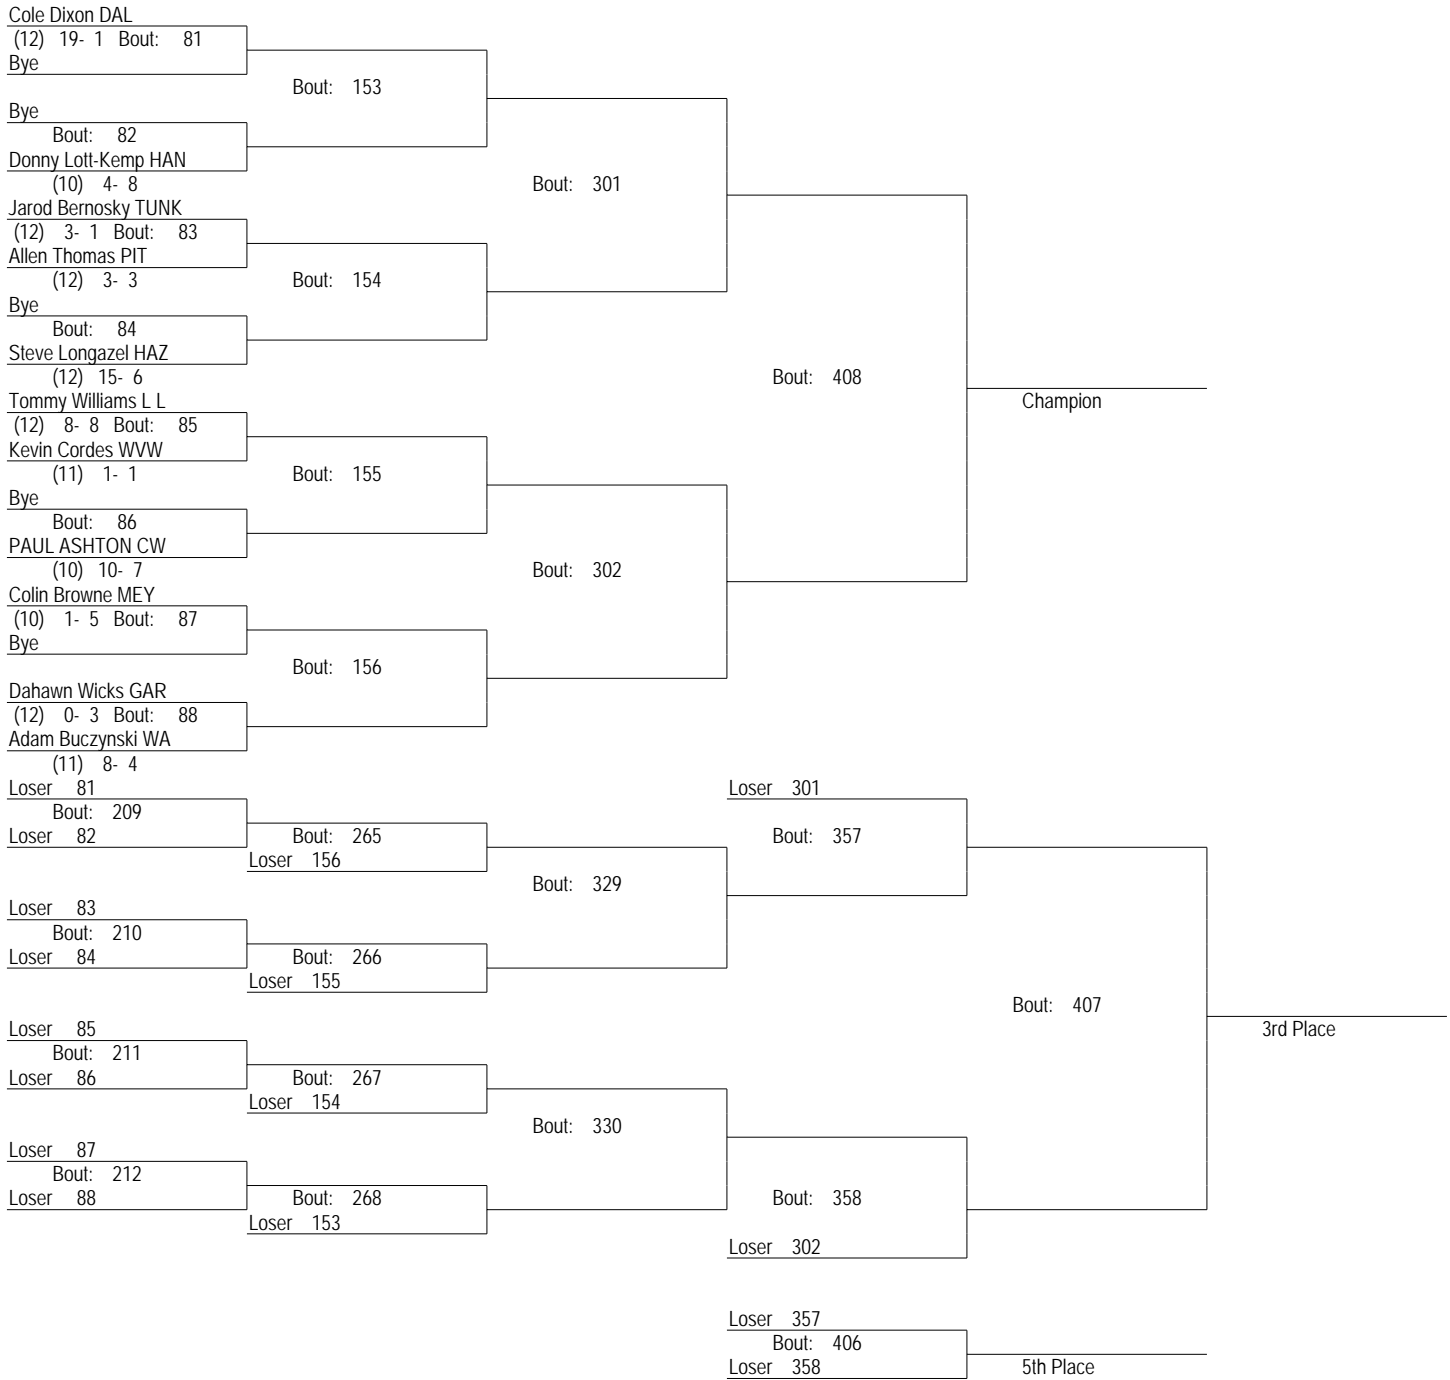 Cole Dixon DAL
(12) 19- 1 Bout: 81
Bye
Bout: 153
Bye
Bout: 82
Donny Lott-Kemp HAN
(10) 4- 8
Bout: 301
Jarod Bernosky TUNK
(12) 3- 1 Bout: 83
Allen Thomas PIT
(12) 3- 3
Bout: 154
Bye
Bout: 84
Steve Longazel HAZ
(12) 15- 6
Bout: 408
Champion
Tommy Williams L L
(12) 8- 8 Bout: 85
Kevin Cordes WVW
(11) 1- 1
Bout: 155
Bye
Bout: 86
PAUL ASHTON CW
(10) 10- 7
Bout: 302
Colin Browne MEY
(10) 1- 5 Bout: 87
Bye
Bout: 156
Dahawn Wicks GAR
(12) 0- 3 Bout: 88
Adam Buczynski WA
(11) 8- 4
Loser 81
Bout: 209
Loser 82
Bout: 265
Loser 156
Bout: 329
Loser 301
Bout: 357
Loser 83
Bout: 210
Loser 84
Bout: 266
Loser 155
Bout: 407
3rd Place
Loser 85
Bout: 211
Loser 86
Bout: 267
Loser 154
Bout: 330
Loser 87
Bout: 212
Loser 88
Bout: 268
Loser 153
Bout: 358
Loser 302
Loser 357
Bout: 406
Loser 358
5th Place